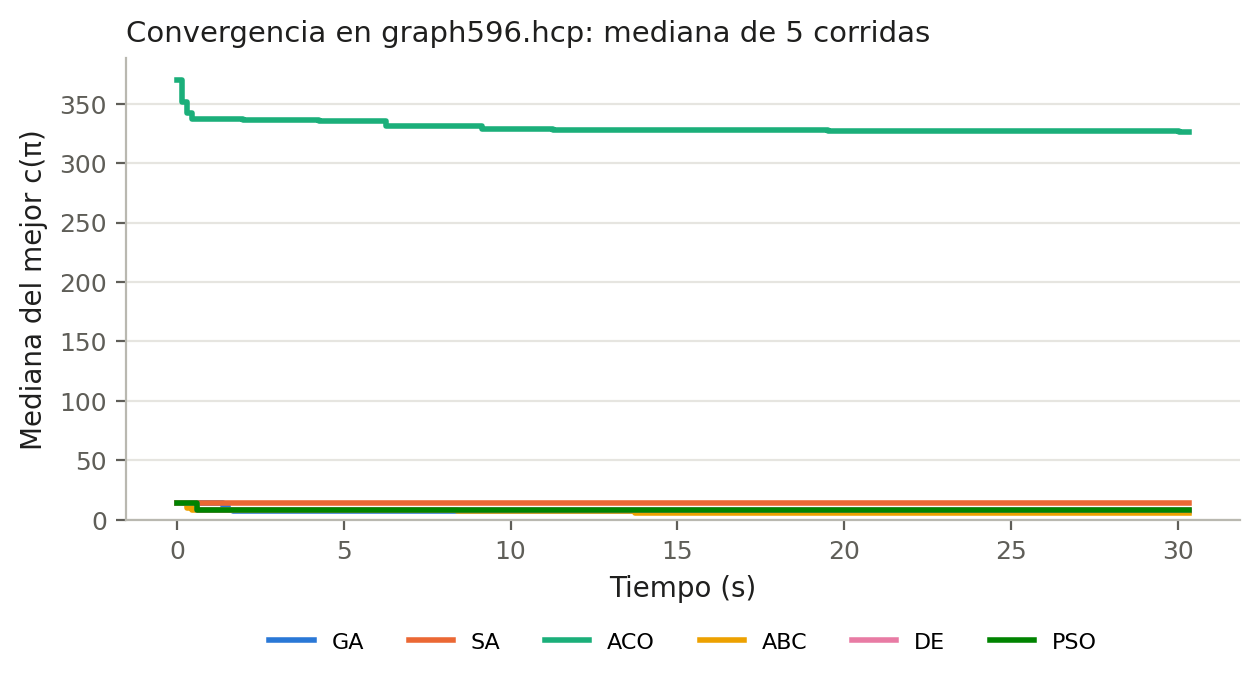 Convergencia en graph596.hcp: mediana de 5 corridas
Mediana del mejor c(π)
350
300
250
200
150
100
50
0
0 5 10 15 20 25 30
Tiempo (s)
GA SA ACO ABC DE PSO